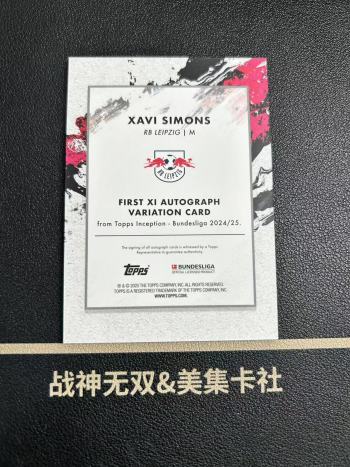 XAVI SIMONS
RB LEIPZIG | M
RB LEIPZIG
FIRST XI AUTOGRAPH
VARIATION CARD
from Topps Inception - Bundesliga 2024/25.
The signing of all autograph cards is witnessed by a Topps
Representative to guarantee authenticity.
topps
BUNDESLIGA
OFFICIAL LICENSED PRODUCT
® & © 2025 THE TOPPS COMPANY, INC. ALL RIGHTS RESERVED.
TOPPS IS A REGISTERED TRADEMARK OF THE TOPPS COMPANY, INC.
WWW.TOPPS.COM.
战神无双&美集卡社